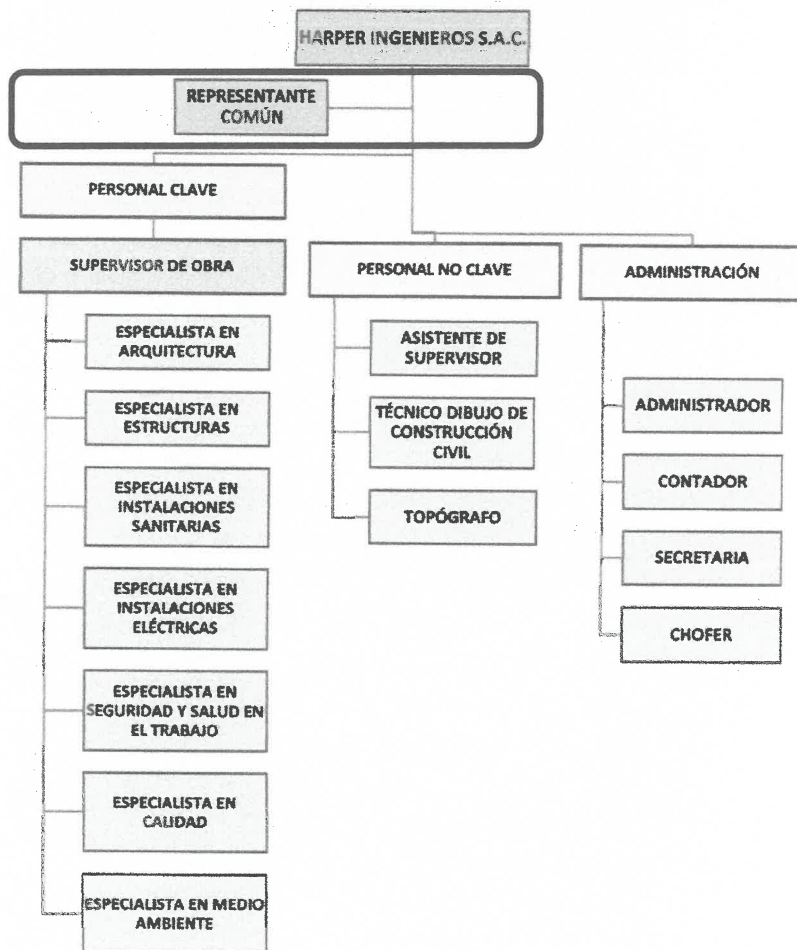 HARPER INGENIEROS S.A.C.
REPRESENTANTE
COMÚN
PERSONAL CLAVE
SUPERVISOR DE OBRA
ESPECIALISTA EN
ARQUITECTURA
ESPECIALISTA EN
ESTRUCTURAS
ESPECIALISTA EN
INSTALACIONES
SANITARIAS
ESPECIALISTA EN
INSTALACIONES
ELÉCTRICAS
ESPECIALISTA EN
SEGURIDAD Y SALUD EN
EL TRABAJO
ESPECIALISTA EN
CALIDAD
ESPECIALISTA EN MEDIO
AMBIENTE
PERSONAL NO CLAVE
ASISTENTE DE
SUPERVISOR
TÉCNICO DIBUJO DE
CONSTRUCCIÓN
CIVIL
TOPÓGRAFO
ADMINISTRACIÓN
ADMINISTRADOR
CONTADOR
SECRETARIA
CHOFER